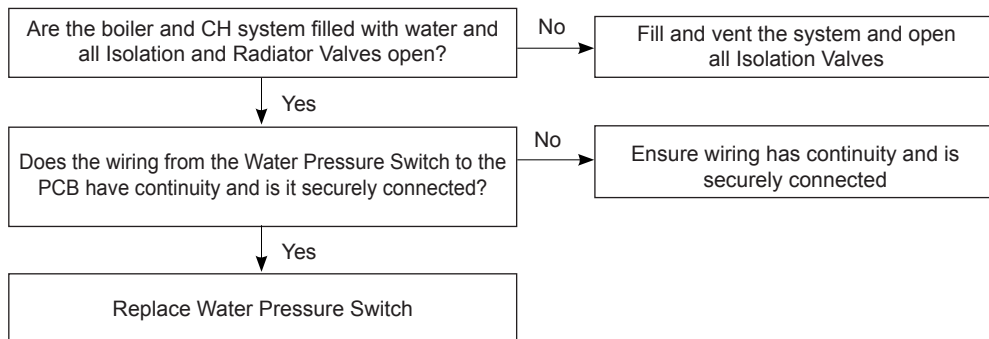 Are the boiler and CH system filled with water and
all Isolation and Radiator Valves open?
No
Fill and vent the system and open
all Isolation Valves
Yes
Does the wiring from the Water Pressure Switch to the
PCB have continuity and is it securely connected?
No
Ensure wiring has continuity and is
securely connected
Yes
Replace Water Pressure Switch